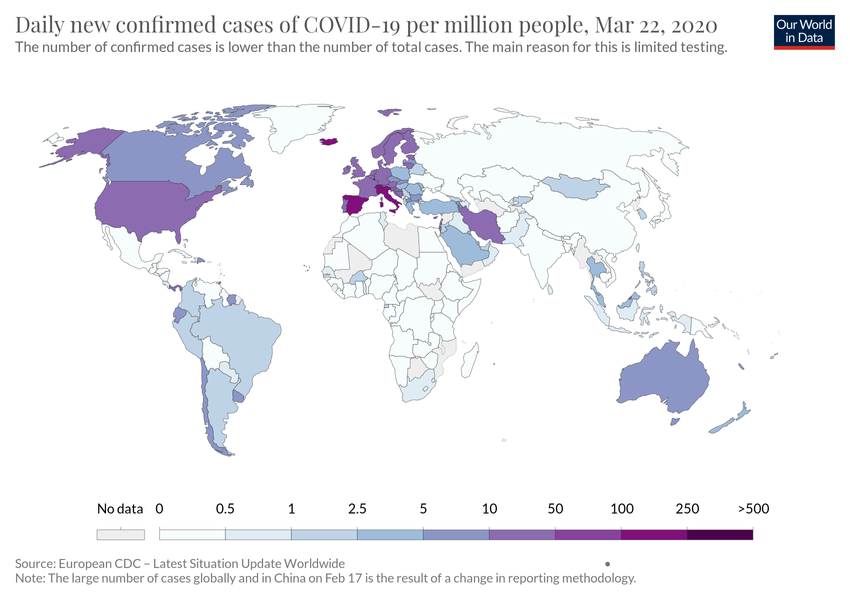 Daily new confirmed cases of COVID-19 per million people, Mar 22, 2020
The number of confirmed cases is lower than the number of total cases. The main reason for this is limited testing.
Our World
in Data
No data 0 0.5 1 2.5 5 10 50 100 250 >500
Source: European CDC – Latest Situation Update Worldwide
Note: The large number of cases globally and in China on Feb 17 is the result of a change in reporting methodology.